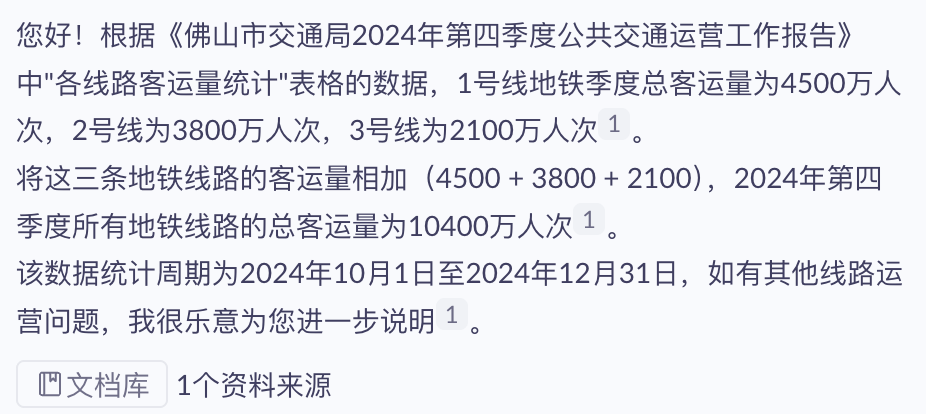 您好！根据《佛山市交通局2024年第四季度公共交通运营工作报告》
中"各线路客运量统计"表格的数据，1号线地铁季度总客运量为4500万人
次，2号线为3800万人次，3号线为2100万人次 1 。
将这三条地铁线路的客运量相加（4500 + 3800 + 2100），2024年第四
季度所有地铁线路的总客运量为10400万人次 1 。
该数据统计周期为2024年10月1日至2024年12月31日，如有其他线路运
营问题，我很乐意为您进一步说明 1 。
文档库 1个资料来源